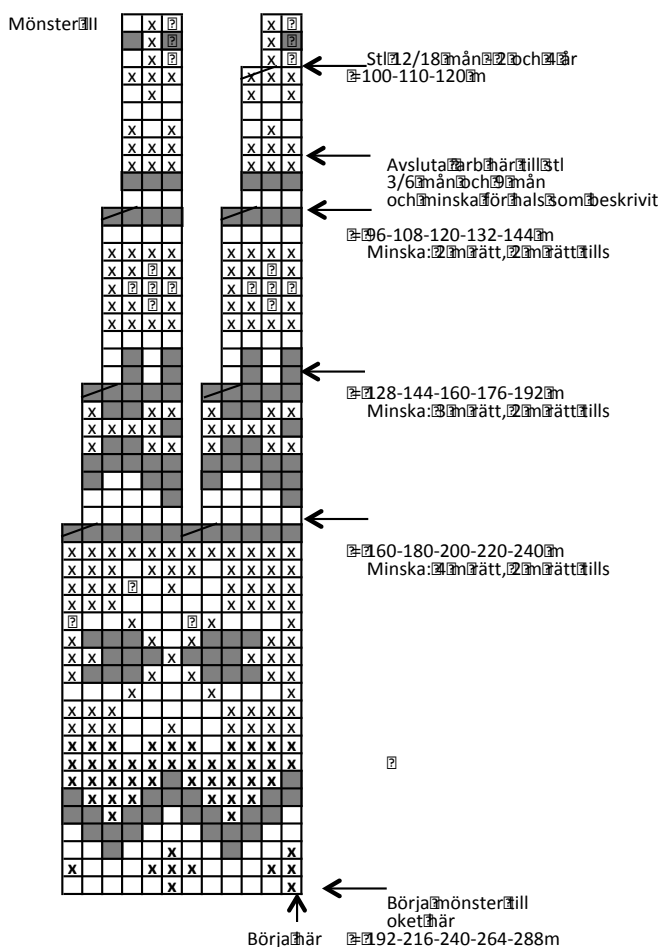 Mönster III
Stl 12/18 mån - 2 och 4 år
=100-110-120 m
Avsluta arb här till stl
3/6 mån och 9 mån
och minska för hals som beskrivit
= 96-108-120-132-144 m
Minska: 2 m rätt, 2 m rätt tills
= 128-144-160-176-192 m
Minska: 3 m rätt, 2 m rätt tills
= 160-180-200-220-240 m
Minska: 4 m rätt, 2 m rätt tills
Börja mönster till
oket här
Börja här
= 192-216-240-264-288m